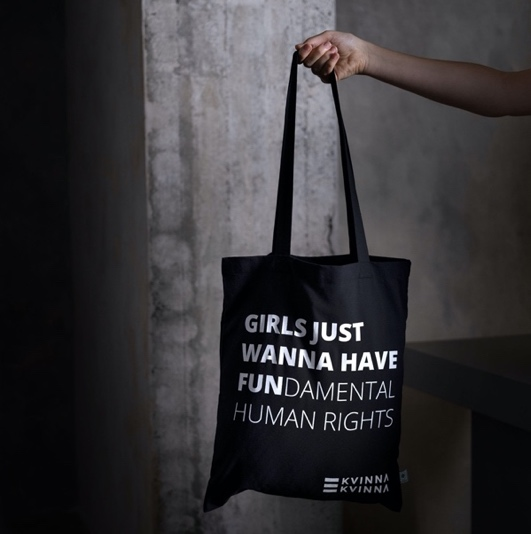 GIRLS JUST
WANNA HAVE
FUNDAMENTAL
HUMAN RIGHTS
KVINNA
KVINNA